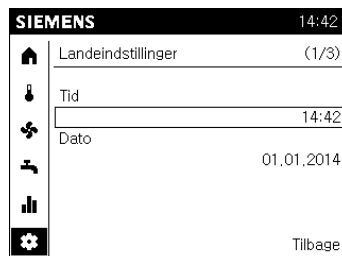 SIEMENS 14:42
Landeindstillinger (1/3)
Tid
14:42
Dato
01.01.2014
Tilbage